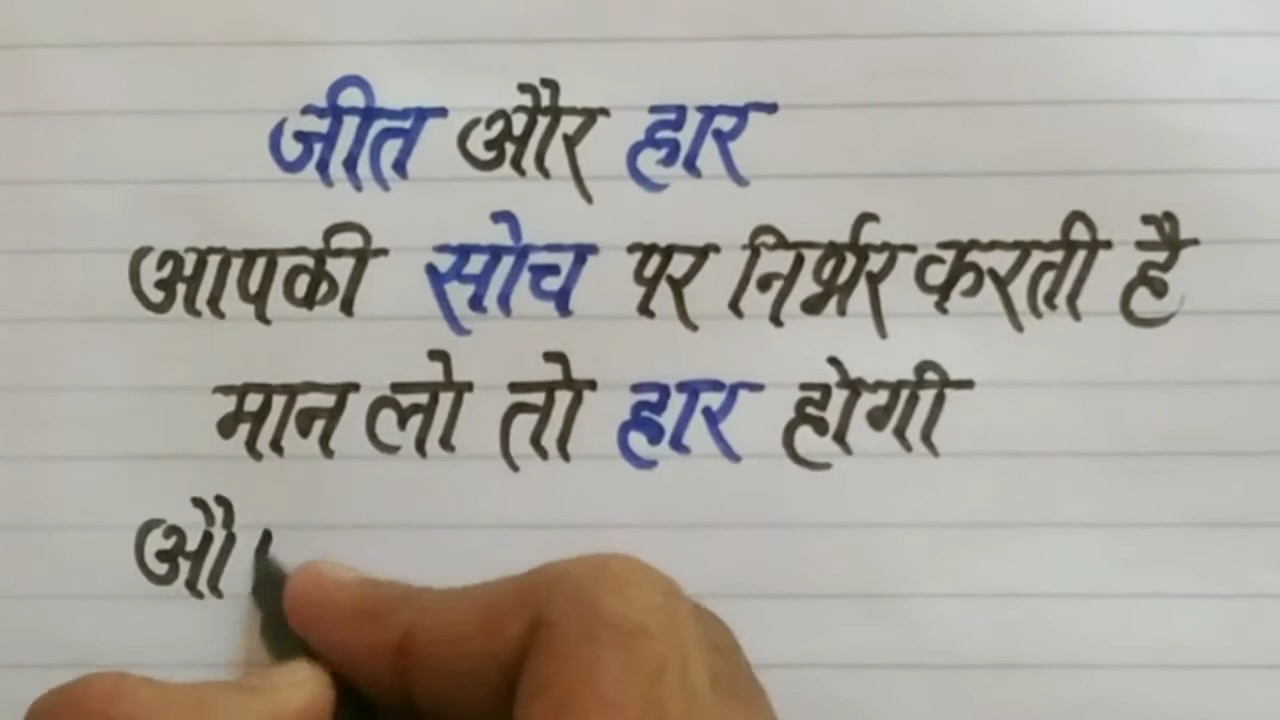 जीत और हार
आपकी सोच पर निर्भर करती है
मान लो तो हार होगी
औ